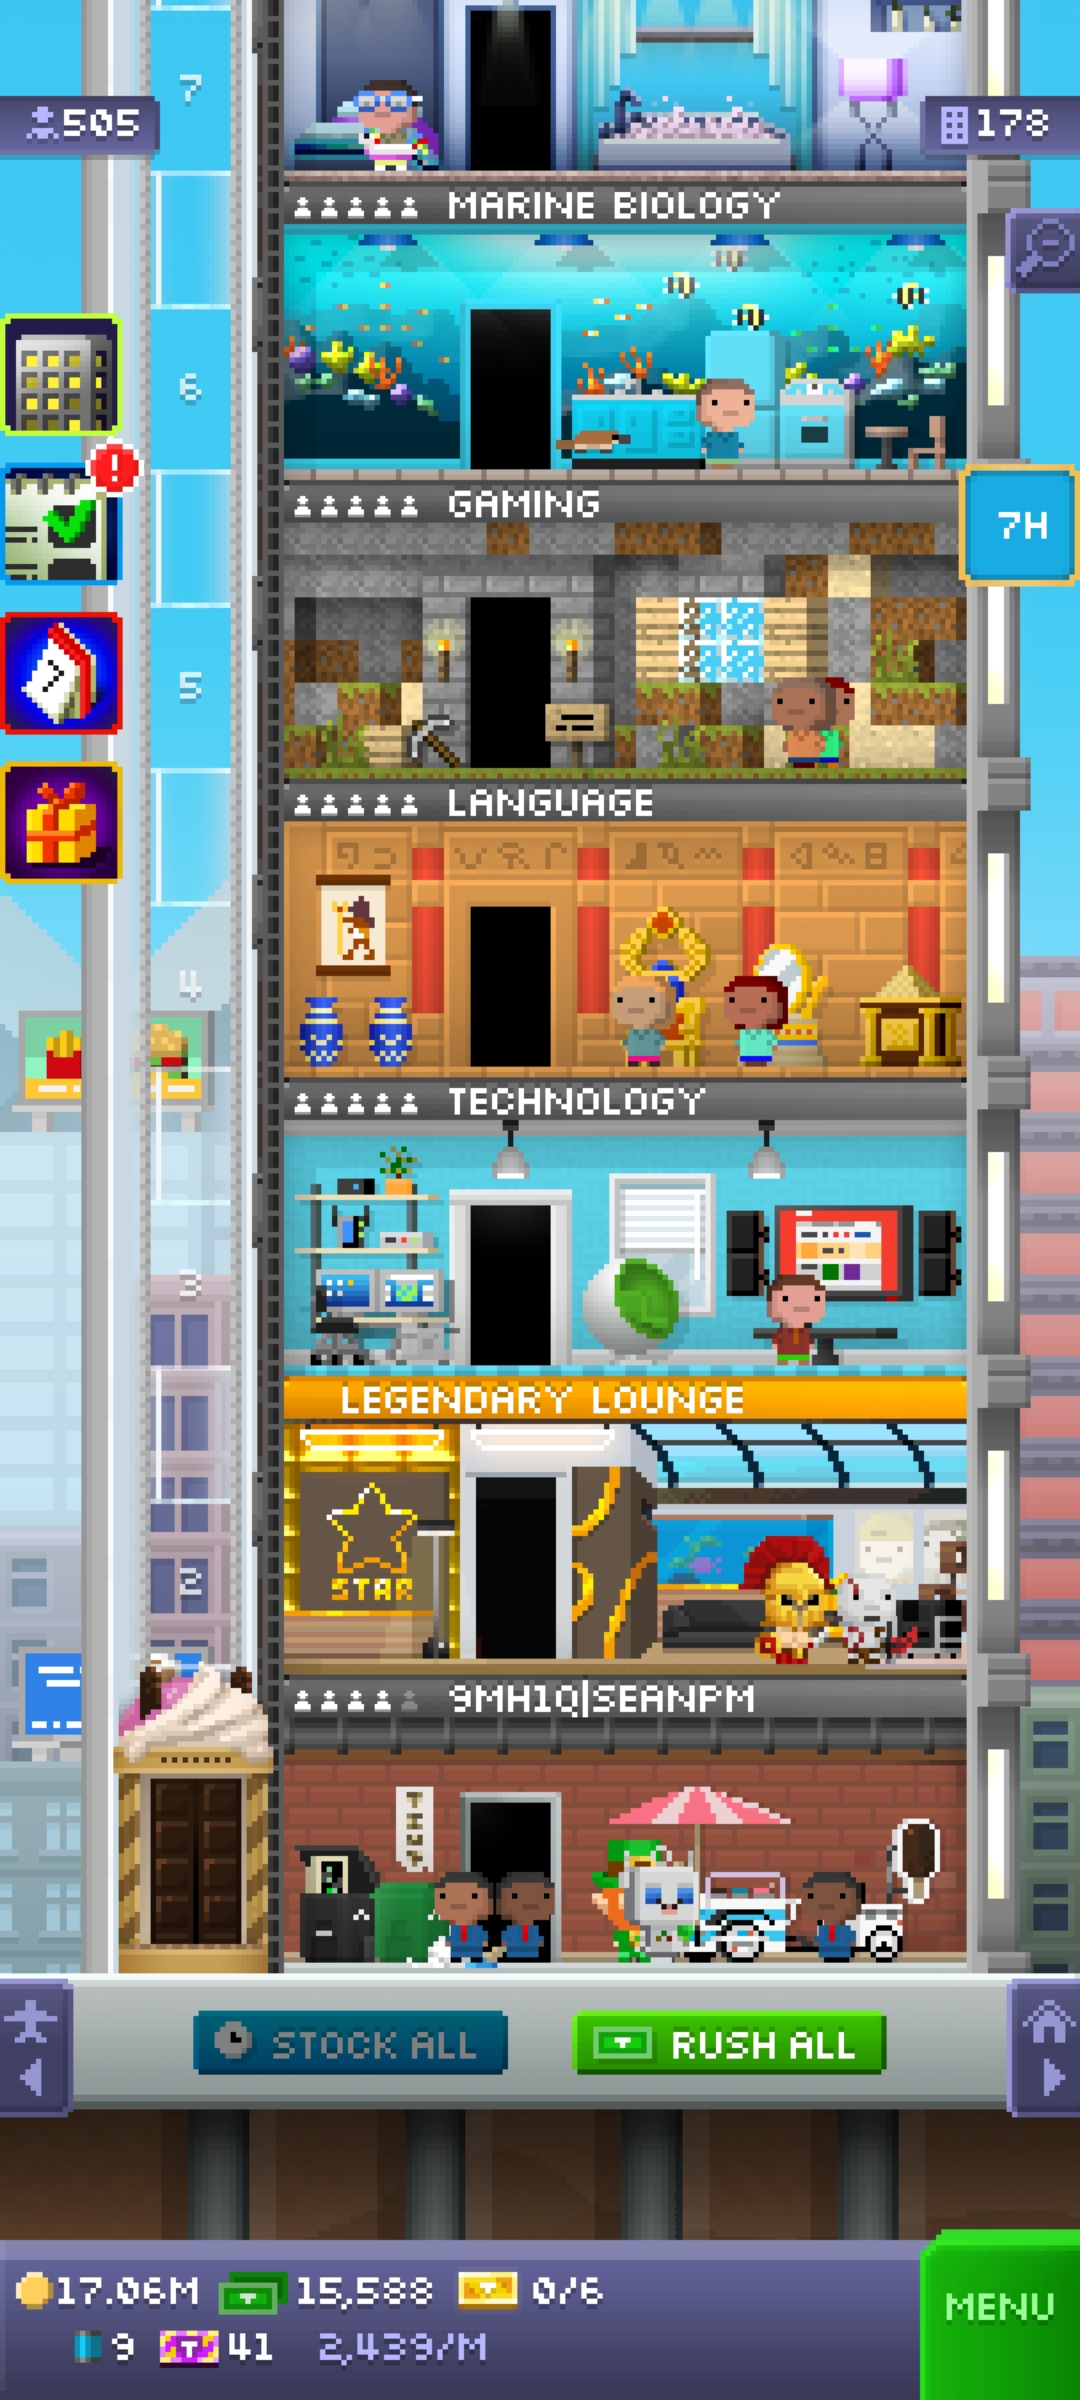 7
505
178
MARINE BIOLOGY
6
GAMING
7H
7
5
LANGUAGE
4
TECHNOLOGY
3
LEGENDARY LOUNGE
STAR
2
9MH1Q|SEANPM
STOCK ALL
RUSH ALL
17.06M 15,588 0/6
9 41 2,439/M
MENU